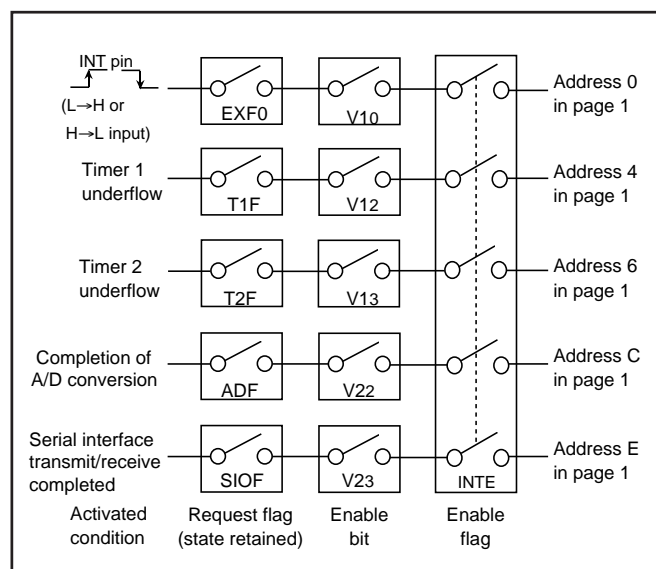 INT pin
(L→H or
H→L input)
EXF0
V10
Address 0
in page 1
Timer 1
underflow
T1F
V12
Address 4
in page 1
Timer 2
underflow
T2F
V13
Address 6
in page 1
Completion of
A/D conversion
ADF
V22
Address C
in page 1
Serial interface
transmit/receive
completed
SIOF
V23
INTE
Address E
in page 1
Activated
condition
Request flag
(state retained)
Enable
bit
Enable
flag